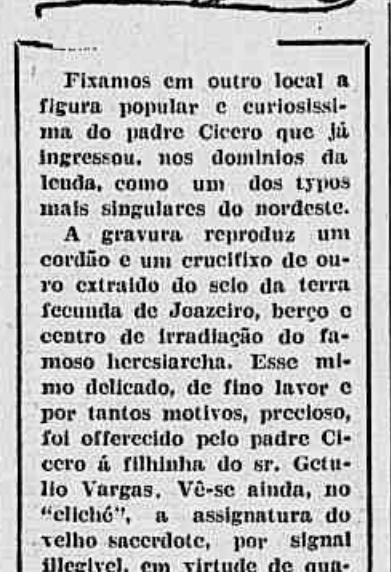 Fixamos em outro local a
figura popular e curiosissi-
ma do padre Cicero que já
ingressou, nos dominios da
lenda, como um dos typos
mais singulares do nordeste.
A gravura reproduz um
cordão e um crucifixo de ou-
ro extraido do seio da terra
fecunda de Joazeiro, berço e
centro de irradiação do fa-
moso heresiarcha. Esse mi-
mo delicado, de fino lavor e
por tantos motivos, precioso,
foi offerecido pelo padre Ci-
cero á filhinha do sr. Getu-
lio Vargas. Vê-se ainda, no
"cliché", a assignatura do
velho sacerdote, por signal
illegivel, em virtude de qua-